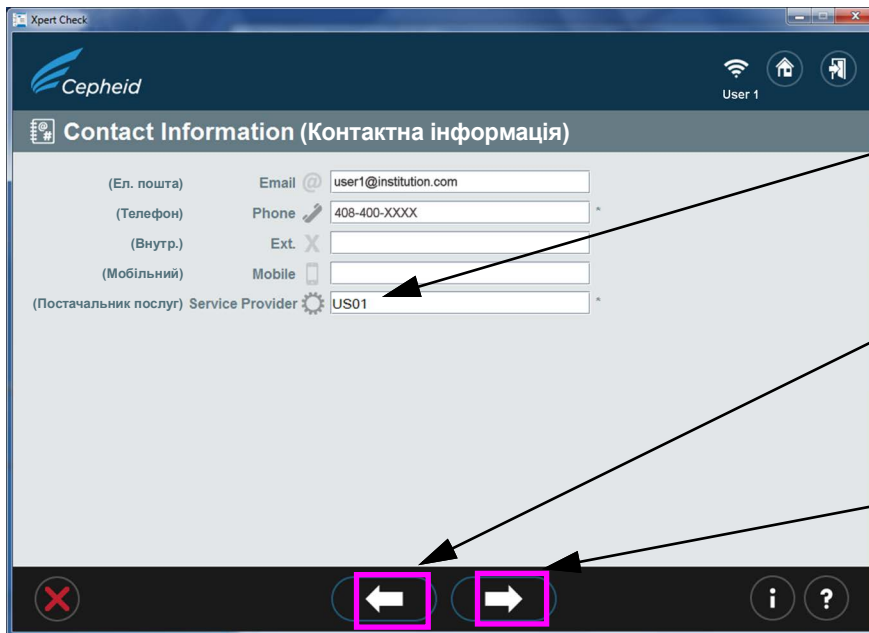 Xpert Check
Cepheid
User 1
Contact Information (Контактна інформація)
(Ел. пошта) Email @ user1@institution.com
(Телефон) Phone 408-400-XXXX *
(Внутр.) Ext. X
(Мобільний) Mobile
(Постачальник послуг) Service Provider US01 *
i ?